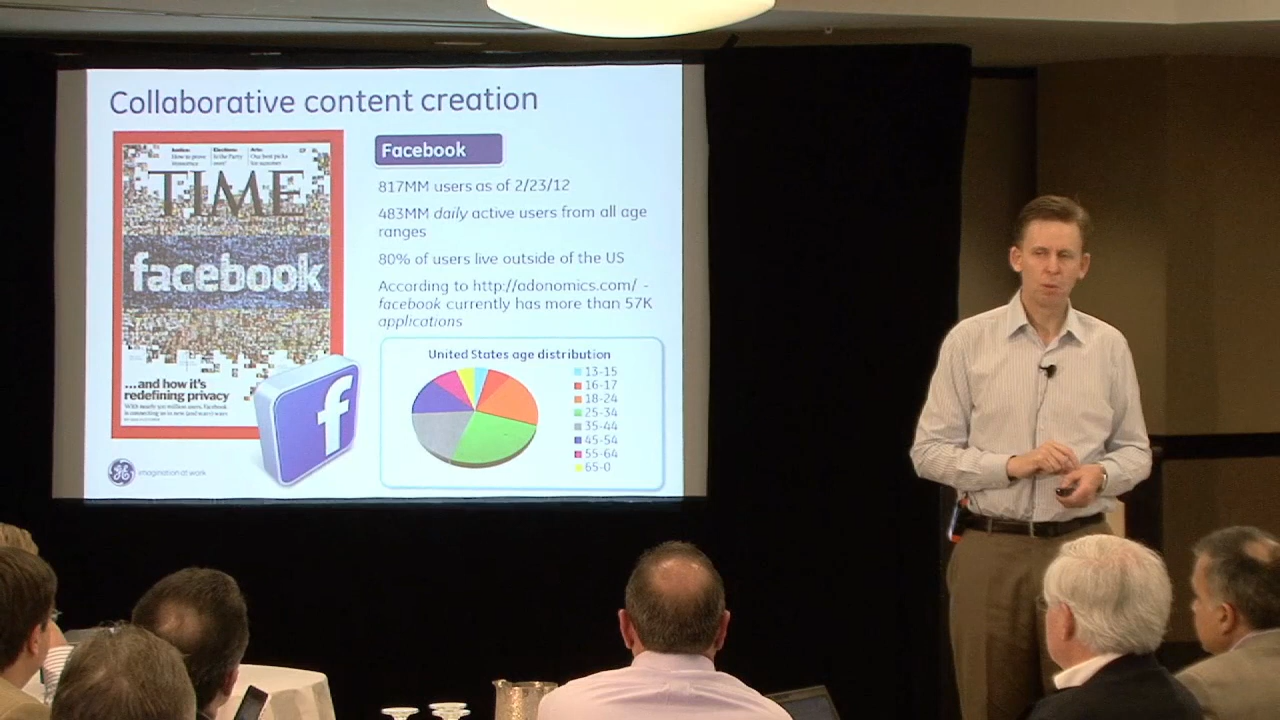 Collaborative content creation
TIME
facebook
...and how it's
redefining privacy
f
GE
imagination at work
Facebook
817MM users as of 2/23/12
483MM daily active users from all age
ranges
80% of users live outside of the US
According to http://adonomics.com/ -
facebook currently has more than 57K
applications
United States age distribution
13-15
16-17
18-24
25-34
35-44
45-54
55-64
65-0